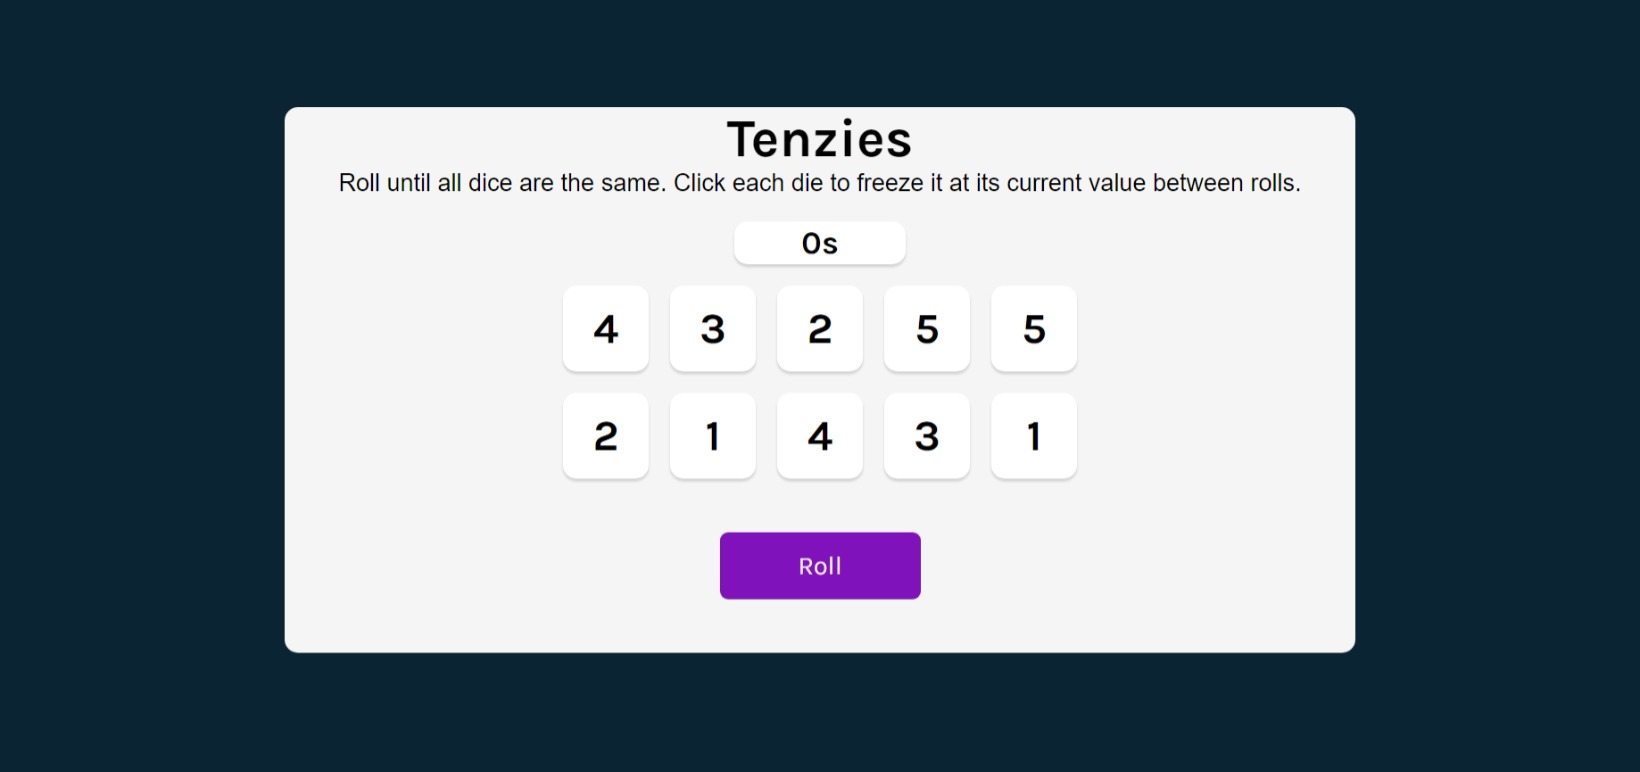 Tenzies
Roll until all dice are the same. Click each die to freeze it at its current value between rolls.
0s
4 3 2 5 5
2 1 4 3 1
Roll